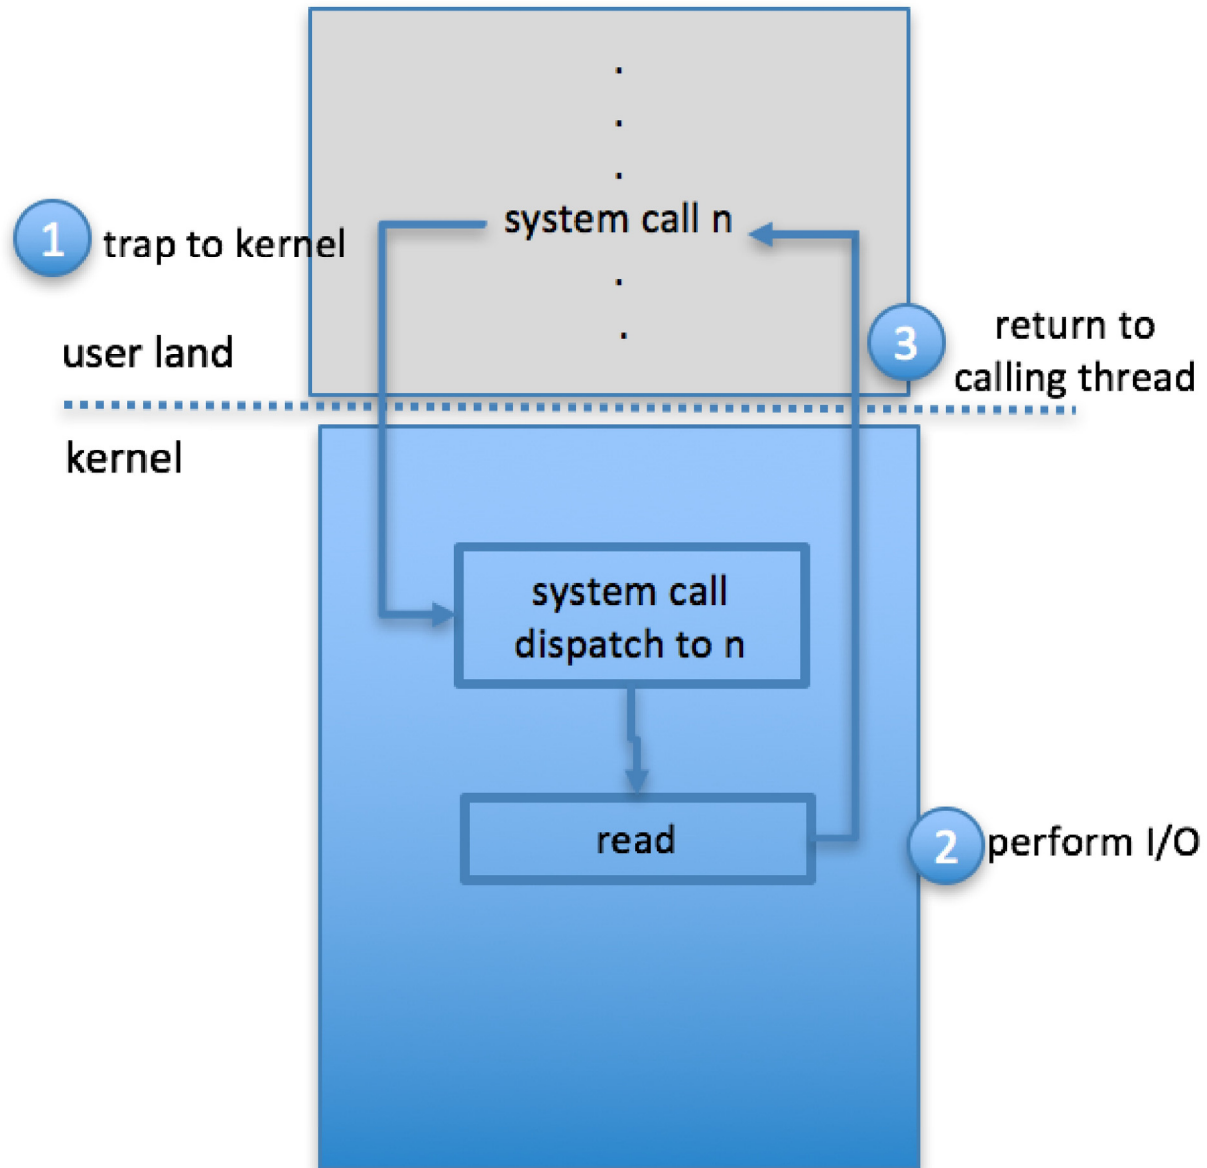 .
.
.
system call n
1 trap to kernel
.
.
user land
3 return to
calling thread
kernel
system call
dispatch to n
read
2 perform I/O